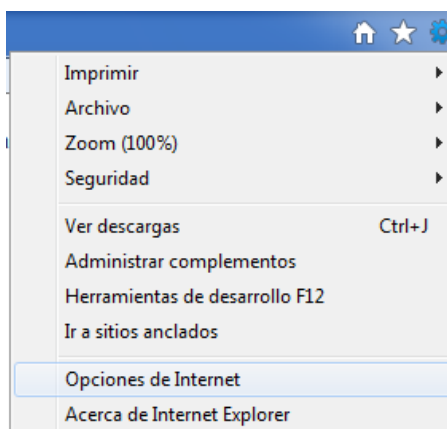 Imprimir
Archivo
Zoom (100%)
Seguridad
Ver descargas Ctrl+J
Administrar complementos
Herramientas de desarrollo F12
Ir a sitios anclados
Opciones de Internet
Acerca de Internet Explorer